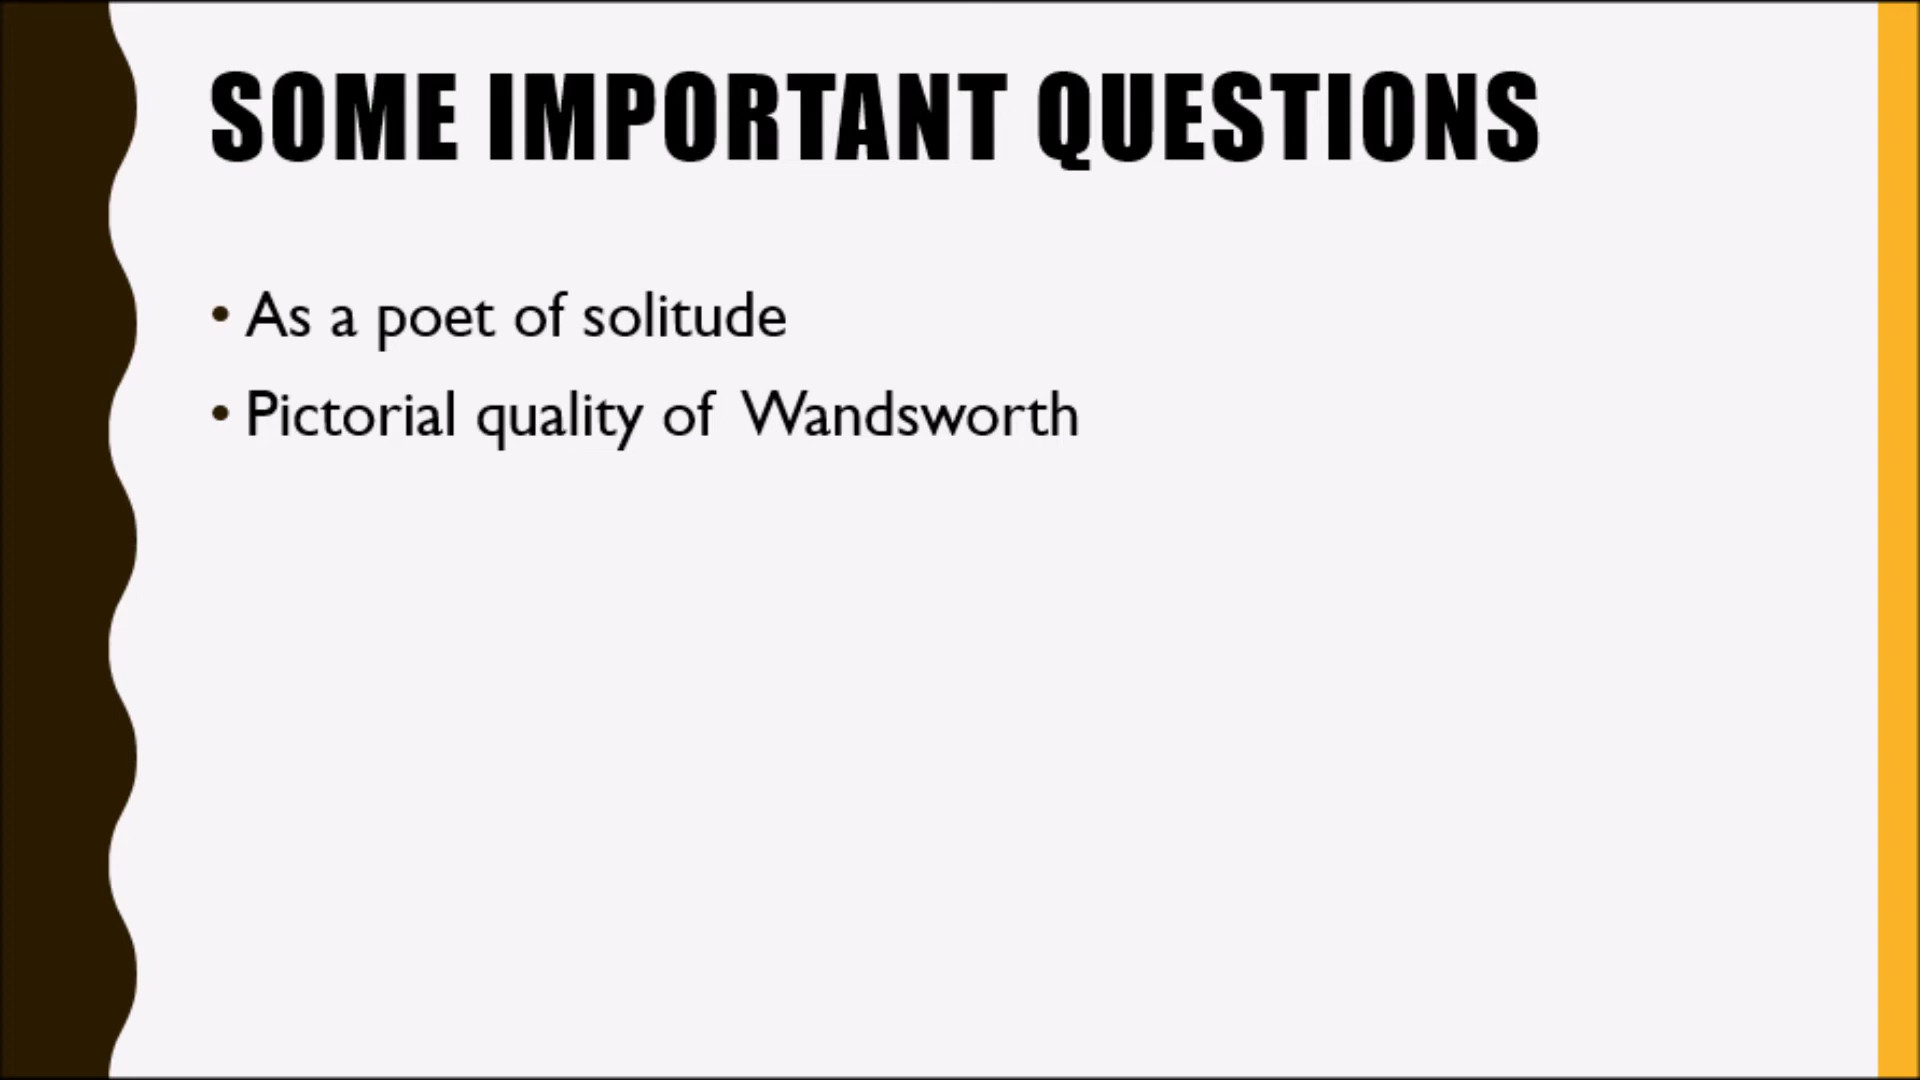 SOME IMPORTANT QUESTIONS
• As a poet of solitude
• Pictorial quality of Wandsworth